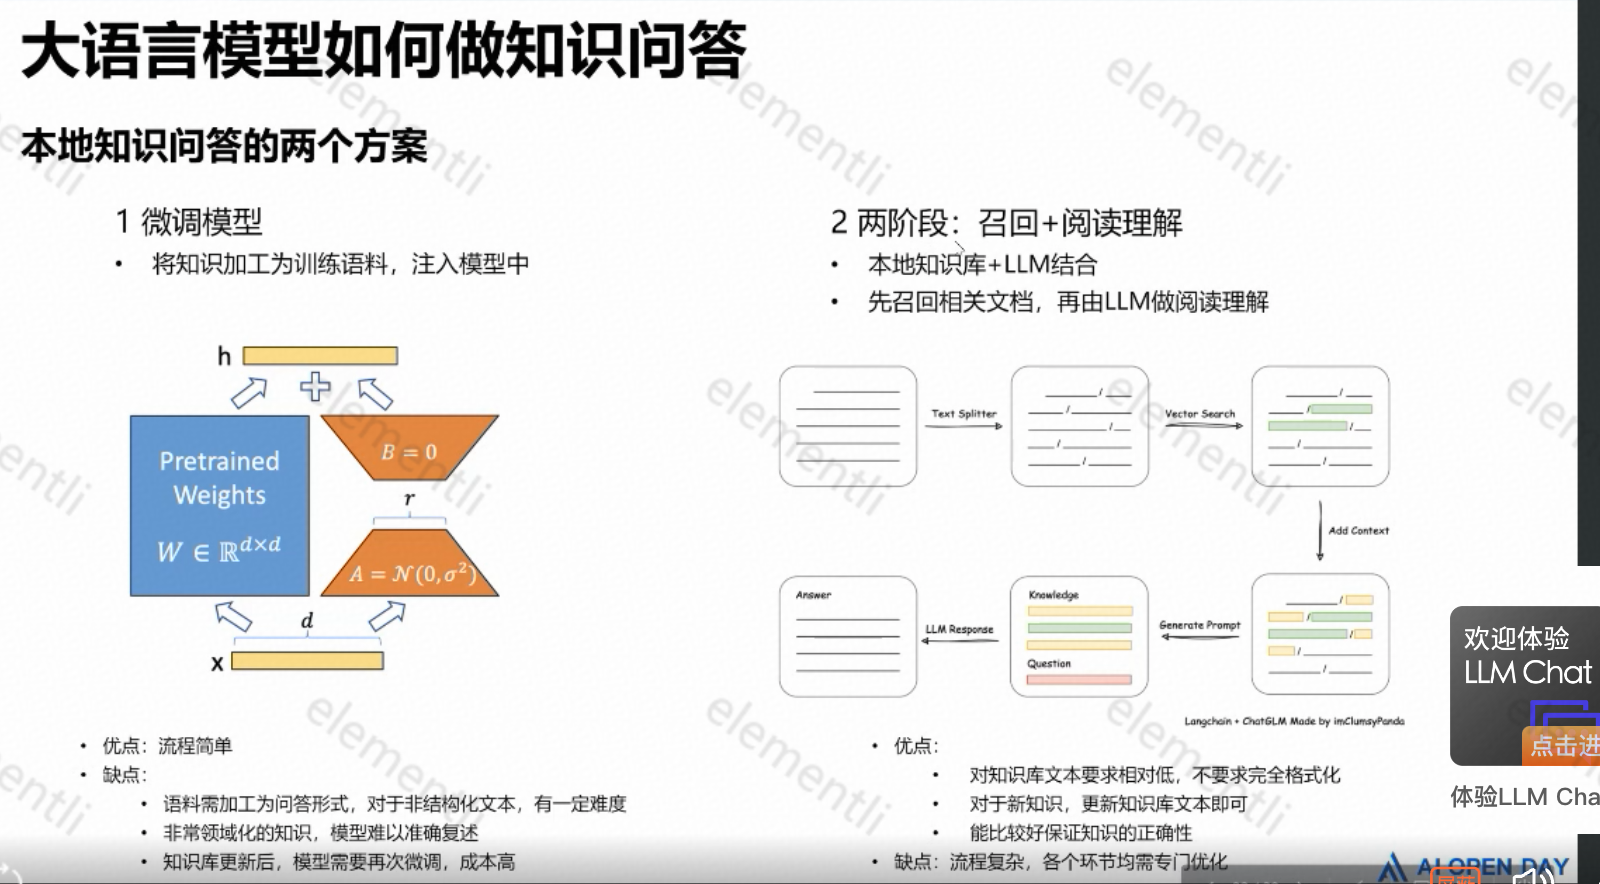 大语言模型如何做知识问答
本地知识问答的两个方案
1 微调模型
• 将知识加工为训练语料，注入模型中
h
Pretrained
Weights
W ∈ ℝ^{d×d}
B = 0
r
A = 𝒩(0, σ²)
d
x
• 优点：流程简单
• 缺点：
• 语料需加工为问答形式，对于非结构化文本，有一定难度
• 非常领域化的知识，模型难以准确复述
• 知识库更新后，模型需要再次微调，成本高
2 两阶段：召回+阅读理解
• 本地知识库+LLM结合
• 先召回相关文档，再由LLM做阅读理解
Text Splitter
Vector Search
Add Context
Generate Prompt
Knowledge
Question
LLM Response
Answer
Langchain + ChatGLM Made by imClumsyPanda
• 优点：
• 对知识库文本要求相对低，不要求完全格式化
• 对于新知识，更新知识库文本即可
• 能比较好保证知识的正确性
• 缺点：流程复杂，各个环节均需专门优化
欢迎体验
LLM Chat
点击进
体验LLM Cha
AI OPEN DAY
elementli